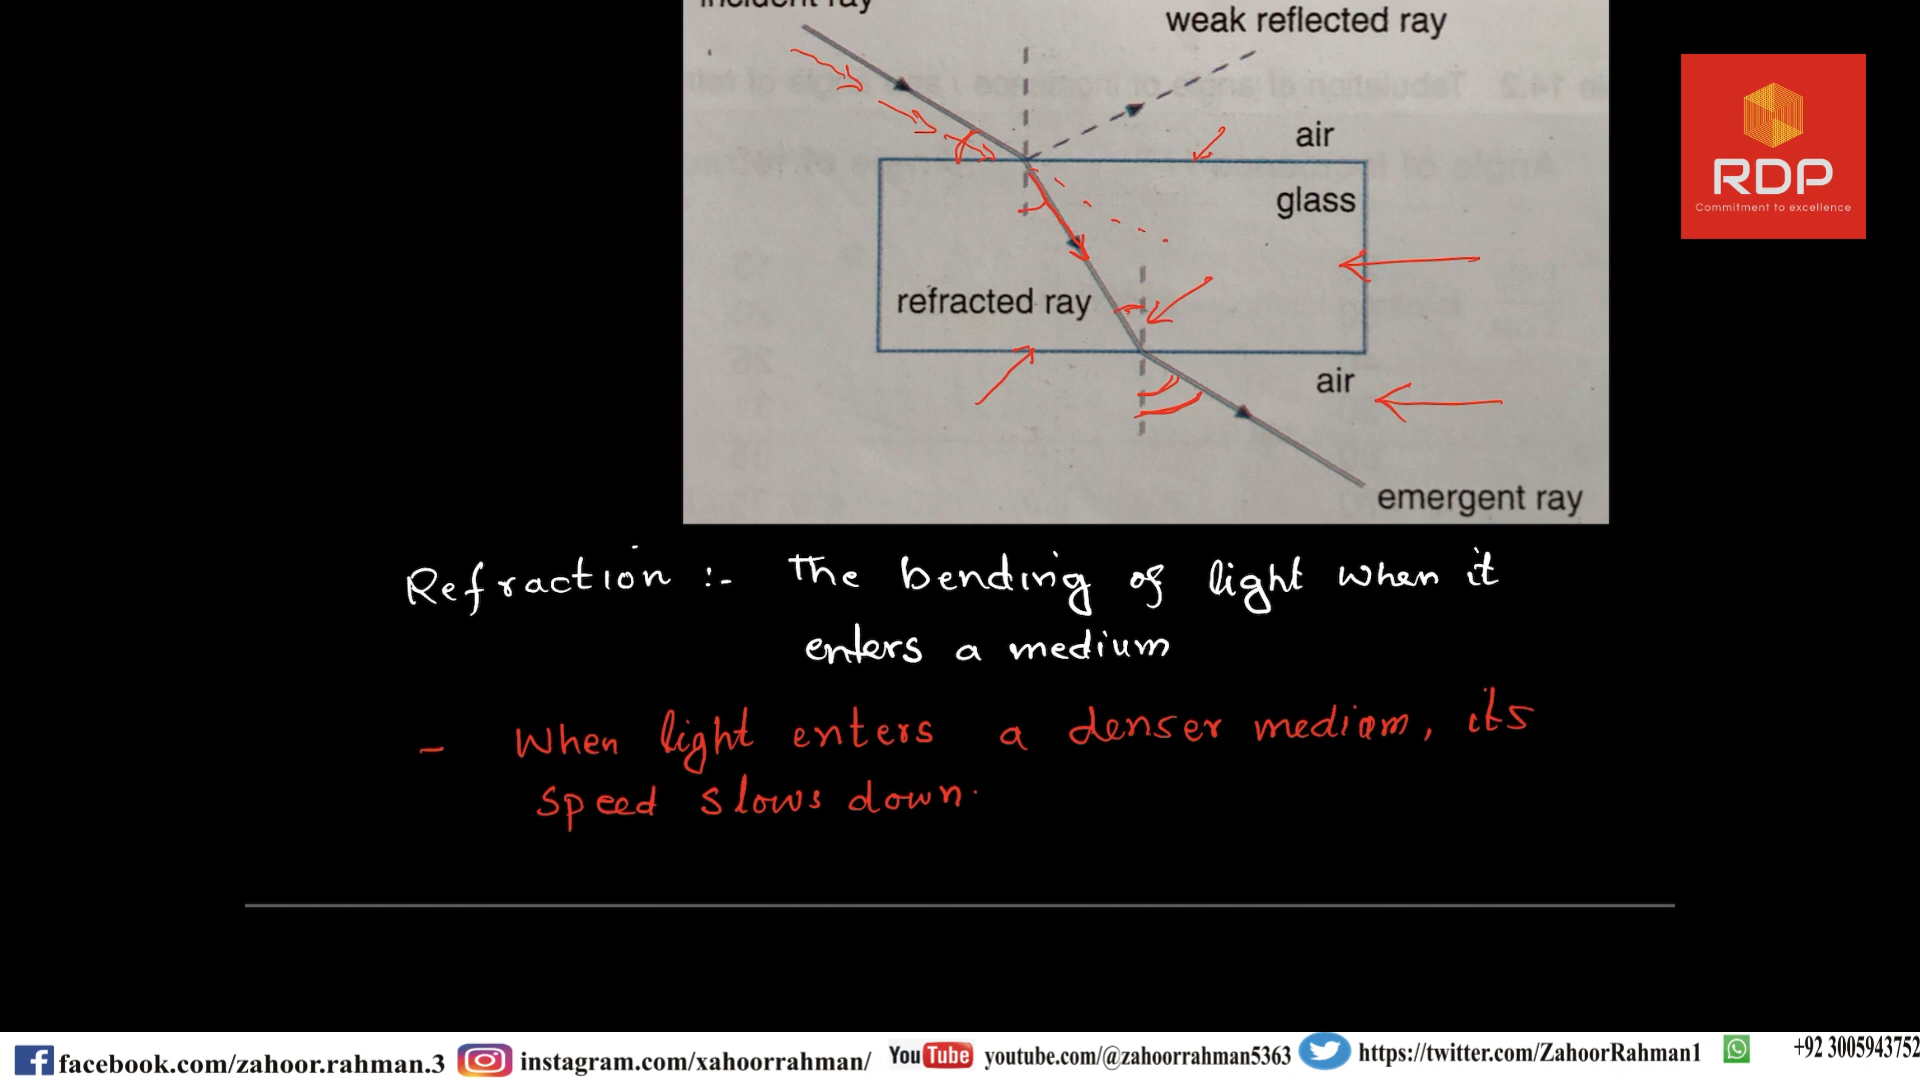 incident ray
weak reflected ray
air
glass
refracted ray
air
emergent ray
RDP
Commitment to excellence
Refraction :- The bending of light when it
enters a medium
- When light enters a denser medium, its
speed slows down.
facebook.com/zahoor.rahman.3 instagram.com/xahoorrahman/ YouTube youtube.com/@zahoorrahman5363 https://twitter.com/ZahoorRahman1 +92 3005943752